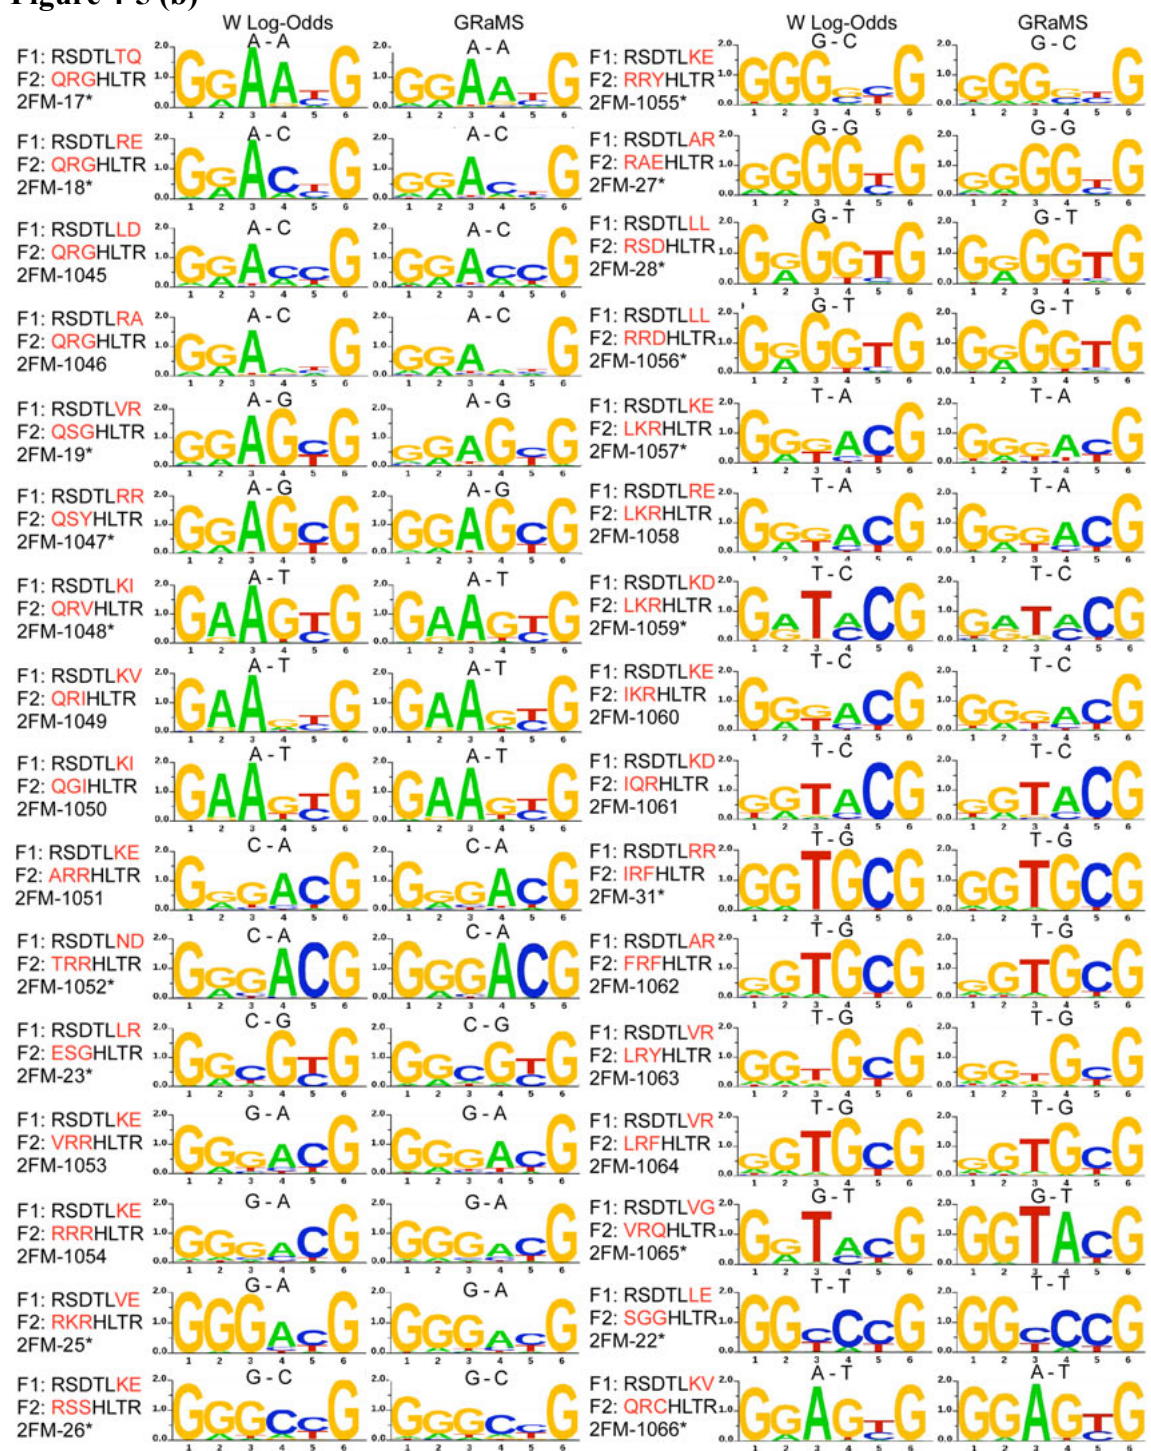 Figure 4-5 (b)
W Log-Odds GRaMS
A - A A - A
F1: RSDTLTQ
F2: QRGHLTR
2FM-17*
A - C A - C
F1: RSDTLRE
F2: QRGHLTR
2FM-18*
A - C A - C
F1: RSDTLLD
F2: QRGHLTR
2FM-1045
A - C A - C
F1: RSDTLRA
F2: QRGHLTR
2FM-1046
A - G A - G
F1: RSDTLVR
F2: QSGHLTR
2FM-19*
A - G A - G
F1: RSDTLRR
F2: QSYHLTR
2FM-1047*
A - T A - T
F1: RSDTLKI
F2: QRVHLTR
2FM-1048*
A - T A - T
F1: RSDTLKV
F2: QRIHLTR
2FM-1049
A - T A - T
F1: RSDTLKI
F2: QGIHLTR
2FM-1050
C - A C - A
F1: RSDTLKE
F2: ARRHLTR
2FM-1051
C - A C - A
F1: RSDTLND
F2: TRRHLTR
2FM-1052*
C - G C - G
F1: RSDTLLR
F2: ESGHLTR
2FM-23*
G - A G - A
F1: RSDTLKE
F2: VRRHLTR
2FM-1053
G - A G - A
F1: RSDTLKE
F2: RRRHLTR
2FM-1054
G - A G - A
F1: RSDTLVE
F2: RKRHLTR
2FM-25*
G - C G - C
F1: RSDTLKE
F2: RSSHLTR
2FM-26*
W Log-Odds GRaMS
G - C G - C
F1: RSDTLKE
F2: RRYHLTR
2FM-1055*
G - G G - G
F1: RSDTLAR
F2: RAEHLTR
2FM-27*
G - T G - T
F1: RSDTLLL
F2: RSDHLTR
2FM-28*
G - T G - T
F1: RSDTLLL
F2: RRDHLTR
2FM-1056*
T - A T - A
F1: RSDTLKE
F2: LKRHLTR
2FM-1057*
T - A T - A
F1: RSDTLRE
F2: LKRHLTR
2FM-1058
T - C T - C
F1: RSDTLKD
F2: LKRHLTR
2FM-1059*
T - C T - C
F1: RSDTLKE
F2: IKRHLTR
2FM-1060
T - C T - C
F1: RSDTLKD
F2: IQRHLTR
2FM-1061
T - G T - G
F1: RSDTLRR
F2: IRFHLTR
2FM-31*
T - G T - G
F1: RSDTLAR
F2: FRFHLTR
2FM-1062
T - G T - G
F1: RSDTLVR
F2: LRYHLTR
2FM-1063
T - G T - G
F1: RSDTLVR
F2: LRFHLTR
2FM-1064
G - T G - T
F1: RSDTLVG
F2: VRQHLTR
2FM-1065*
T - T T - T
F1: RSDTLLE
F2: SGGHLTR
2FM-22*
A - T A - T
F1: RSDTLKV
F2: QRCHLTR
2FM-1066*